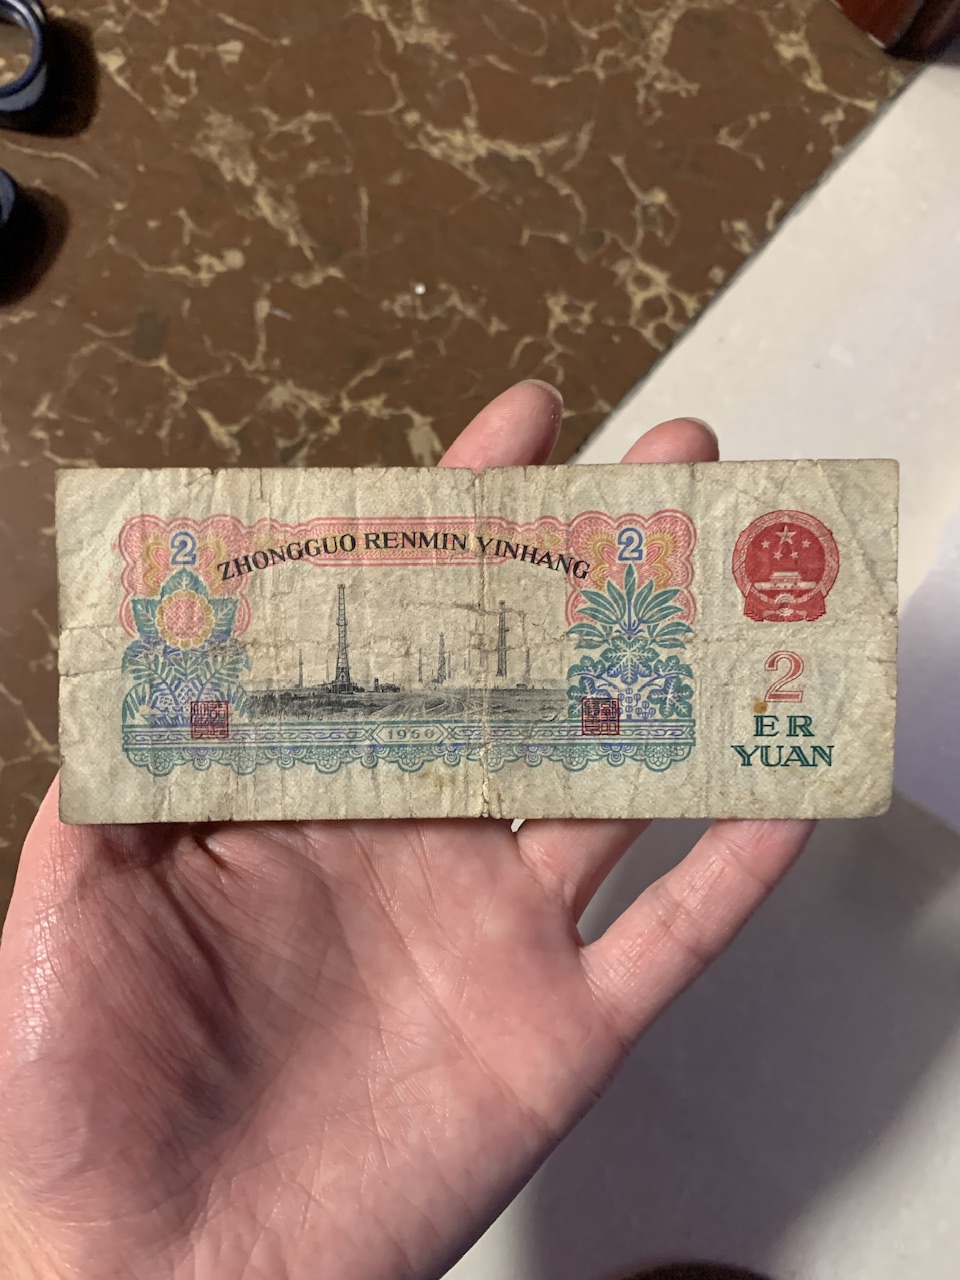 2
ZHONGGUO RENMIN YINHANG
2
1960
2
ER
YUAN